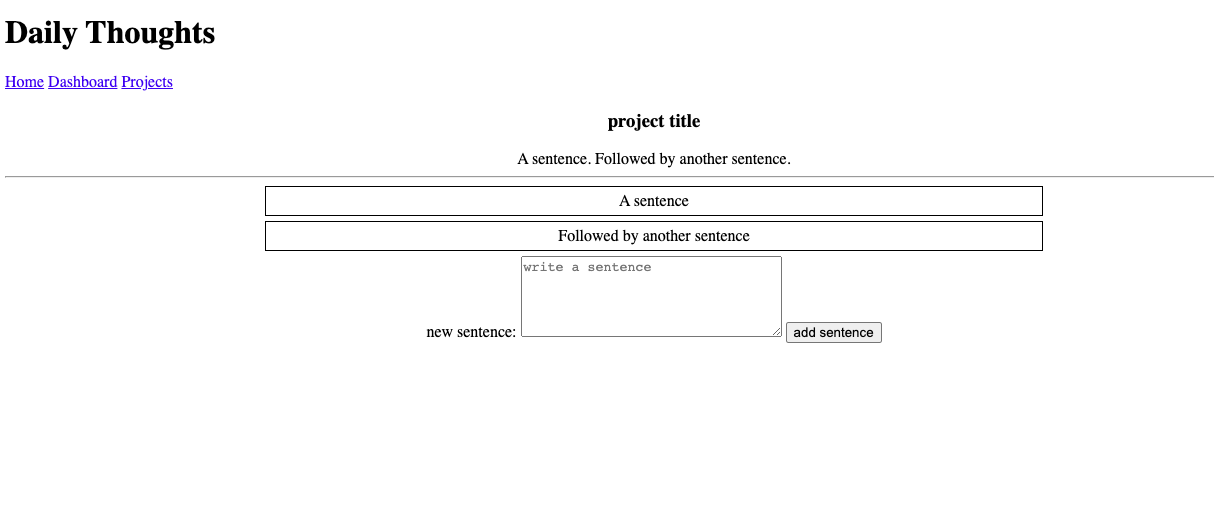 Daily Thoughts
Home Dashboard Projects
project title
A sentence. Followed by another sentence.
A sentence
Followed by another sentence
write a sentence
new sentence: add sentence